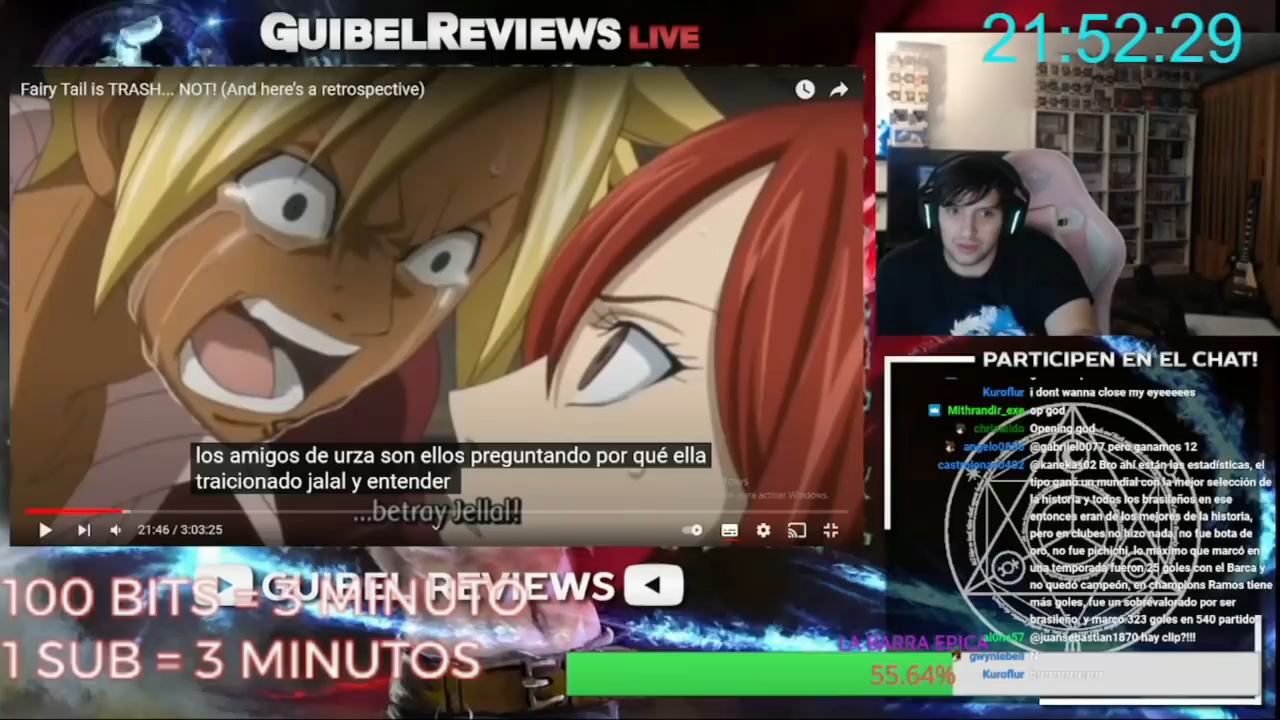 GUIBELREVIEWS LIVE
21:52:29
Fairy Tail is TRASH... NOT! (And here's a retrospective)
los amigos de urza son ellos preguntando por qué ella
traicionado jalal y entender
...betray Jellal!
para activar Windows.
21:46 / 3:03:25
GUIBEL REVIEWS
100 BITS = 3 MINUTO
1 SUB = 3 MINUTOS
LA BARRA EPICA
55.64%
PARTICIPEN EN EL CHAT!
Kuroflur i dont wanna close my eyeeeees
Mithrandir_exe op god
Opening god
@gabriel0077 pero ganamos 12
@kanekas02 Bro ahí están las estadísticas, el
tipo ganó un mundial con la mejor selección de
la historia y todos los brasileños en ese
entonces eran de los mejores de la historia,
pero en clubes no hizo nada, no fue bota de
oro, no fue pichichi, lo máximo que marcó en
una temporada fueron 25 goles con el Barca y
no quedó campeón, en champions Ramos tiene
más goles, fue un sobrevalorado por ser
brasileño, y marcó 323 goles en 540 partido
@juansebastian1870 hay clip?!!!
gwyniebell
Kuroflur